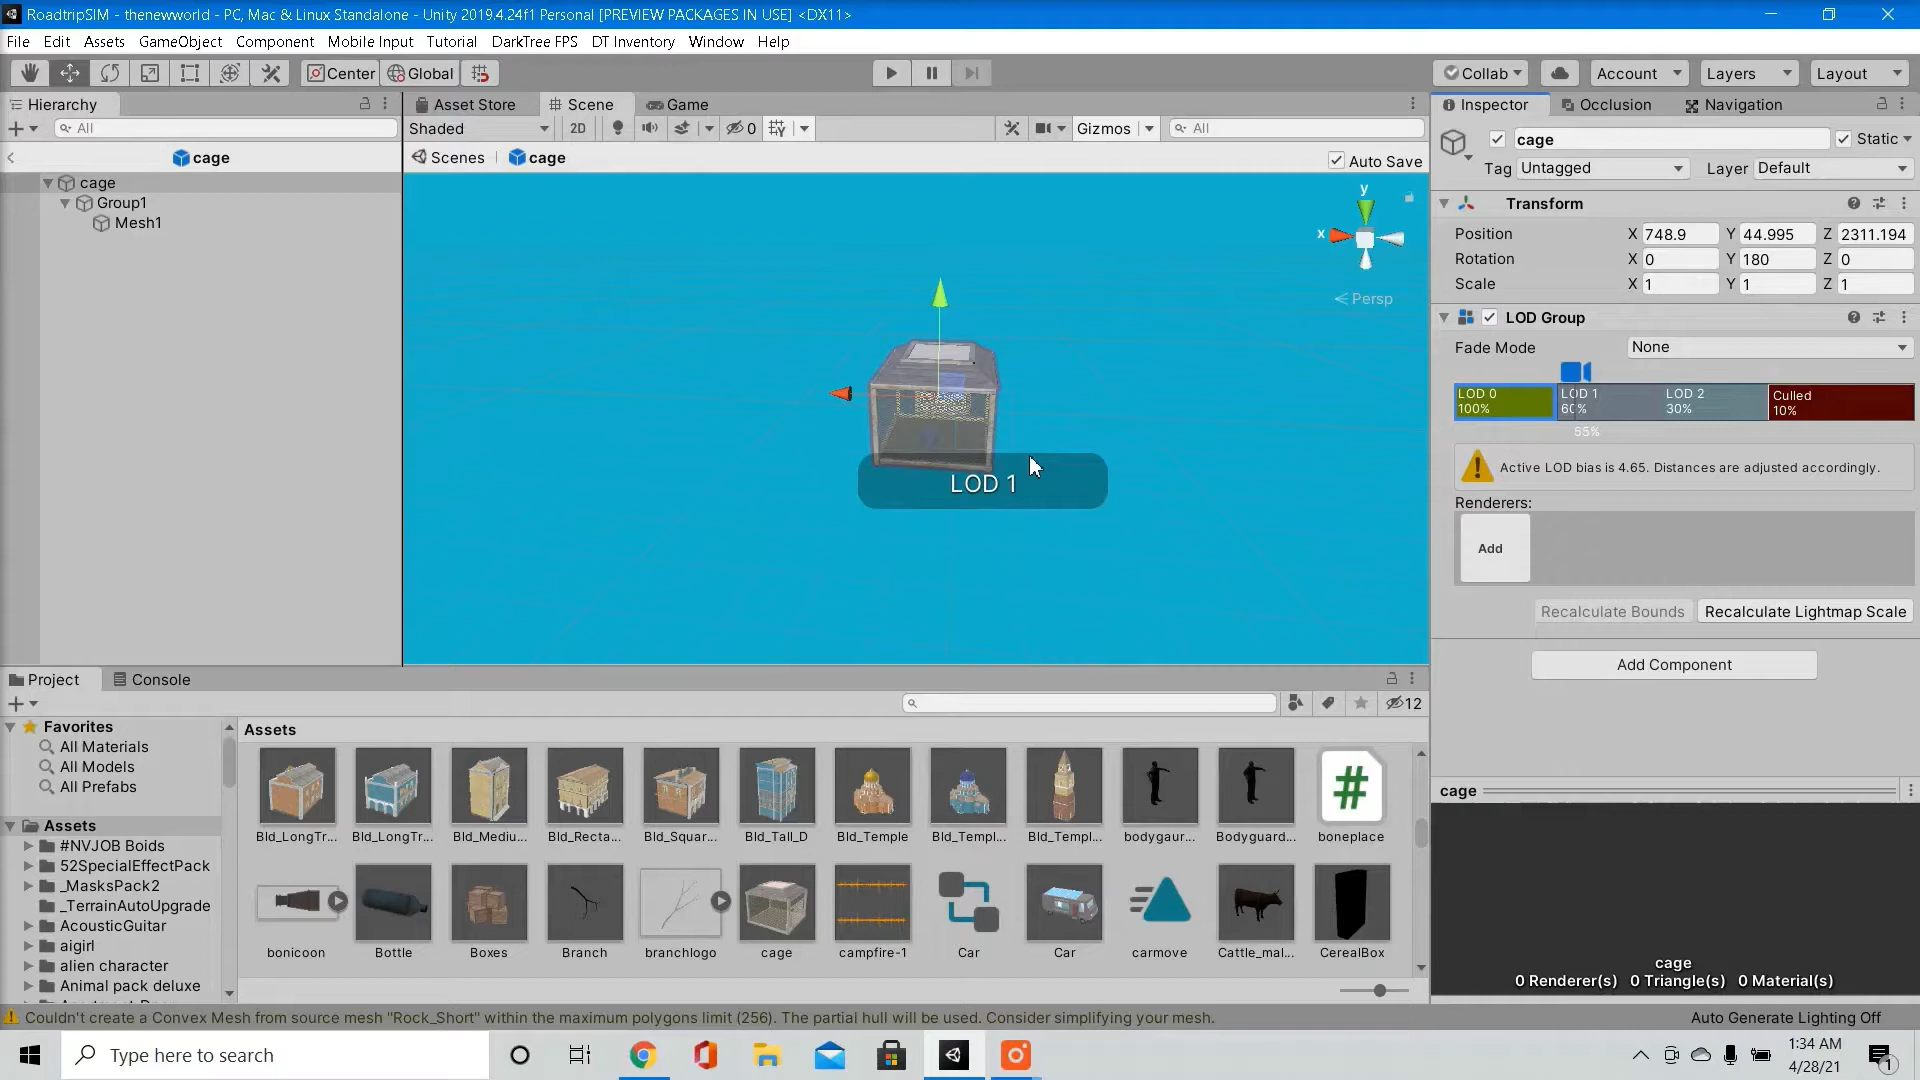 RoadtripSIM - thenewworld - PC, Mac & Linux Standalone - Unity 2019.4.24f1 Personal [PREVIEW PACKAGES IN USE] <DX11>
File Edit Assets GameObject Component Mobile Input Tutorial DarkTree FPS DT Inventory Window Help
Center Global Collab Account Layers Layout
Hierarchy
All
cage
cage
Group1
Mesh1
Asset Store Scene Game
Shaded 2D 0 Gizmos All
Scenes cage Auto Save
y
x
Persp
LOD 1
Inspector Occlusion Navigation
cage Static
Tag Untagged Layer Default
Transform
Position X 748.9 Y 44.995 Z 2311.194
Rotation X 0 Y 180 Z 0
Scale X 1 Y 1 Z 1
LOD Group
Fade Mode None
LOD 0 LOD 1 LOD 2 Culled
100% 60% 30% 10%
55%
Active LOD bias is 4.65. Distances are adjusted accordingly.
Renderers:
Add
Recalculate Bounds Recalculate Lightmap Scale
Add Component
cage
cage
0 Renderer(s) 0 Triangle(s) 0 Material(s)
Project Console
12
Favorites
All Materials
All Models
All Prefabs
Assets
#NVJOB Boids
52SpecialEffectPack
_MasksPack2
_TerrainAutoUpgrade
AcousticGuitar
aigirl
alien character
Animal pack deluxe
Assets
Bld_LongTr... Bld_LongTr... Bld_Mediu... Bld_Recta... Bld_Squar... Bld_Tall_D Bld_Temple Bld_Templ... Bld_Templ... bodygaur... Bodyguard... boneplace
bonicoon Bottle Boxes Branch branchlogo cage campfire-1 Car Car carmove Cattle_mal... CerealBox
Couldn't create a Convex Mesh from source mesh "Rock_Short" within the maximum polygons limit (256). The partial hull will be used. Consider simplifying your mesh.
Auto Generate Lighting Off
Type here to search
1:34 AM
4/28/21
1